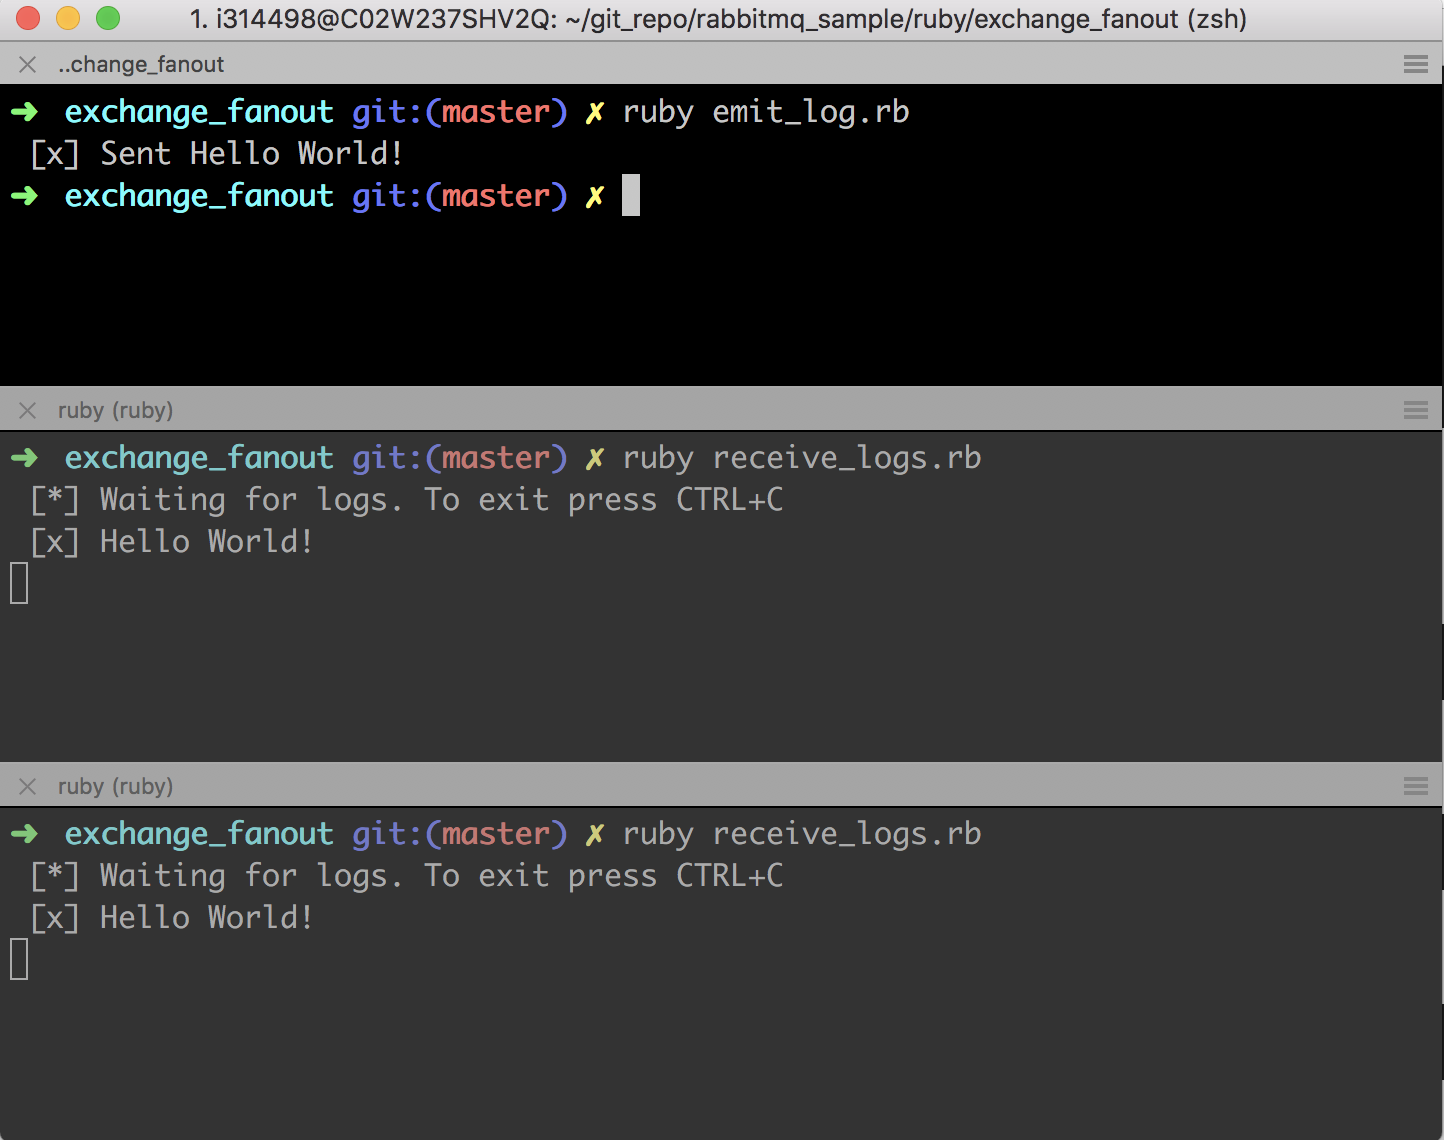 1. i314498@C02W237SHV2Q: ~/git_repo/rabbitmq_sample/ruby/exchange_fanout (zsh)
..change_fanout
➜  exchange_fanout git:(master) ✗ ruby emit_log.rb
 [x] Sent Hello World!
➜  exchange_fanout git:(master) ✗
ruby (ruby)
➜  exchange_fanout git:(master) ✗ ruby receive_logs.rb
 [*] Waiting for logs. To exit press CTRL+C
 [x] Hello World!
ruby (ruby)
➜  exchange_fanout git:(master) ✗ ruby receive_logs.rb
 [*] Waiting for logs. To exit press CTRL+C
 [x] Hello World!